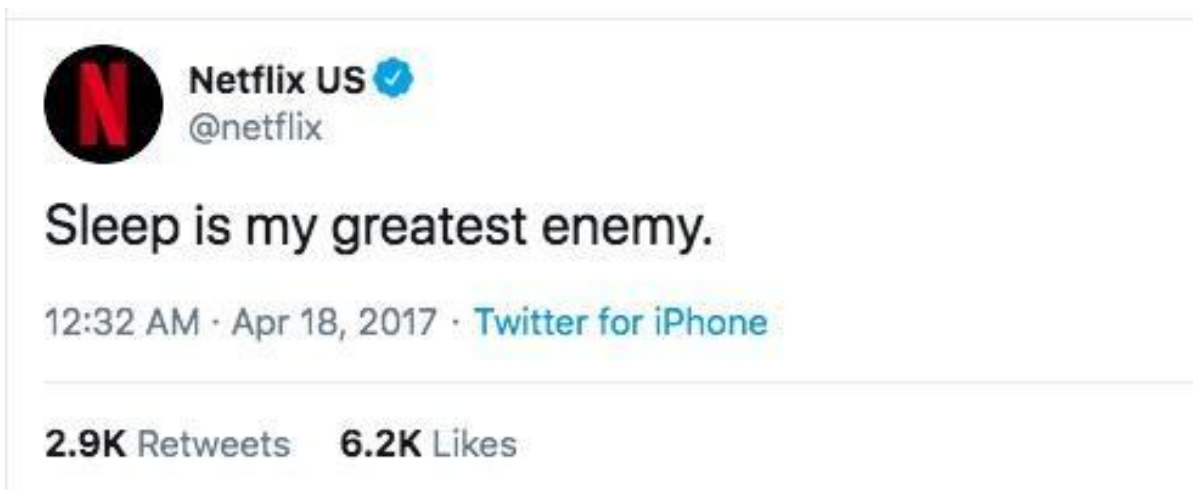 N
Netflix US
@netflix
Sleep is my greatest enemy.
12:32 AM · Apr 18, 2017 · Twitter for iPhone
2.9K Retweets 6.2K Likes